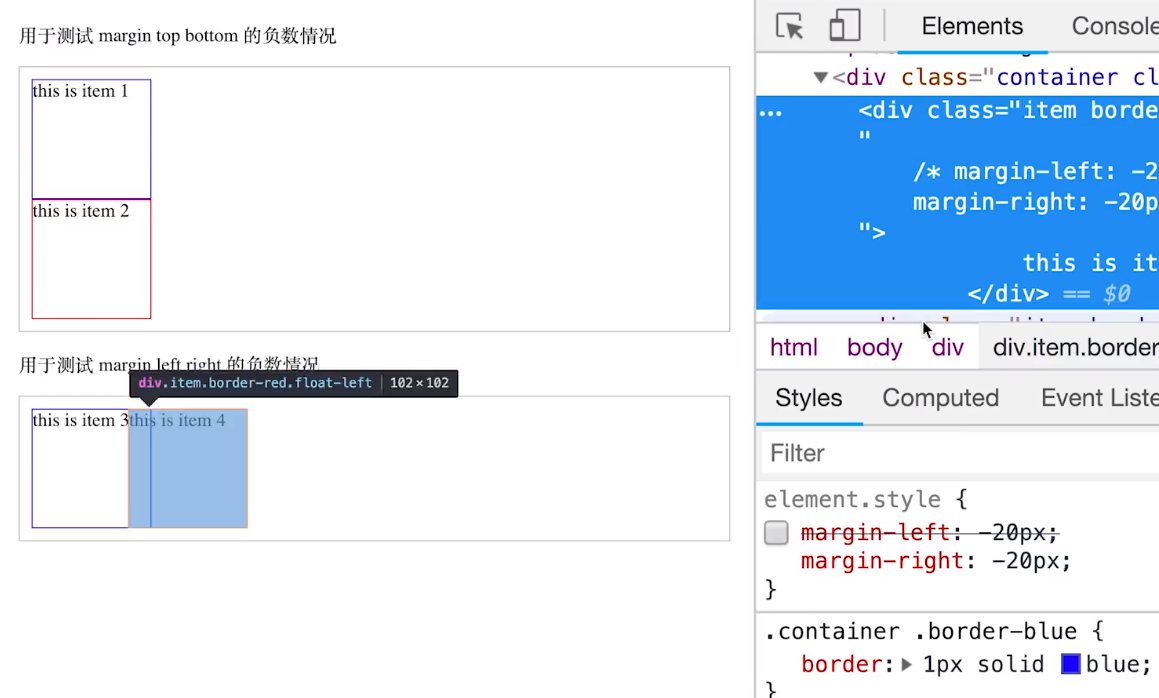 用于测试 margin top bottom 的负数情况
this is item 1
this is item 2
用于测试 margin left right 的负数情况
div.item.border-red.float-left | 102×102
this is item 3this is item 4
Elements Console
▼<div class="container cl
<div class="item borde
"
/* margin-left: -2
margin-right: -20p
">
this is it
</div> == $0
html body div div.item.border
Styles Computed Event Liste
Filter
element.style {
margin-left: -20px;
margin-right: -20px;
}
.container .border-blue {
border: ▶ 1px solid blue;
}